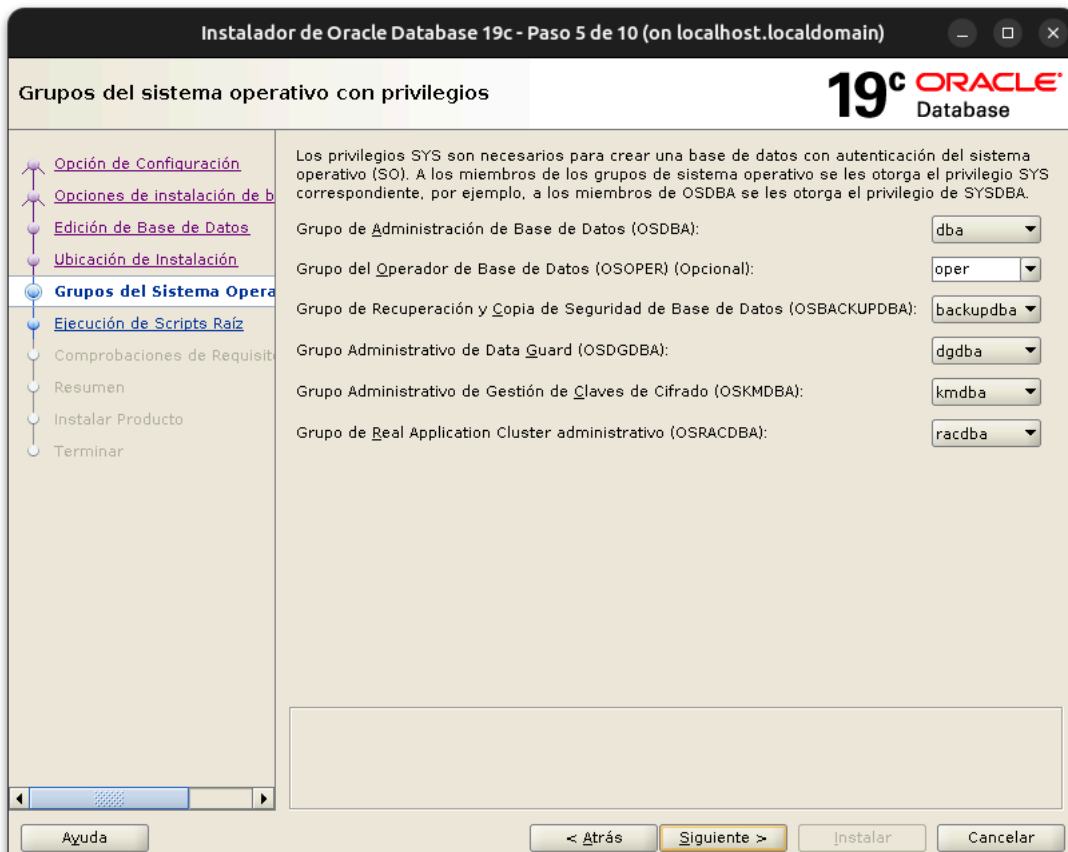 Instalador de Oracle Database 19c - Paso 5 de 10 (on localhost.localdomain)
Grupos del sistema operativo con privilegios
19c ORACLE
Database
Opción de Configuración
Opciones de instalación de b
Edición de Base de Datos
Ubicación de Instalación
Grupos del Sistema Opera
Ejecución de Scripts Raíz
Comprobaciones de Requisit
Resumen
Instalar Producto
Terminar
Los privilegios SYS son necesarios para crear una base de datos con autenticación del sistema
operativo (SO). A los miembros de los grupos de sistema operativo se les otorga el privilegio SYS
correspondiente, por ejemplo, a los miembros de OSDBA se les otorga el privilegio de SYSDBA.
Grupo de Administración de Base de Datos (OSDBA): dba
Grupo del Operador de Base de Datos (OSOPER) (Opcional): oper
Grupo de Recuperación y Copia de Seguridad de Base de Datos (OSBACKUPDBA): backupdba
Grupo Administrativo de Data Guard (OSDGDBA): dgdba
Grupo Administrativo de Gestión de Claves de Cifrado (OSKMDBA): kmdba
Grupo de Real Application Cluster administrativo (OSRACDBA): racdba
Ayuda < Atrás Siguiente > Instalar Cancelar